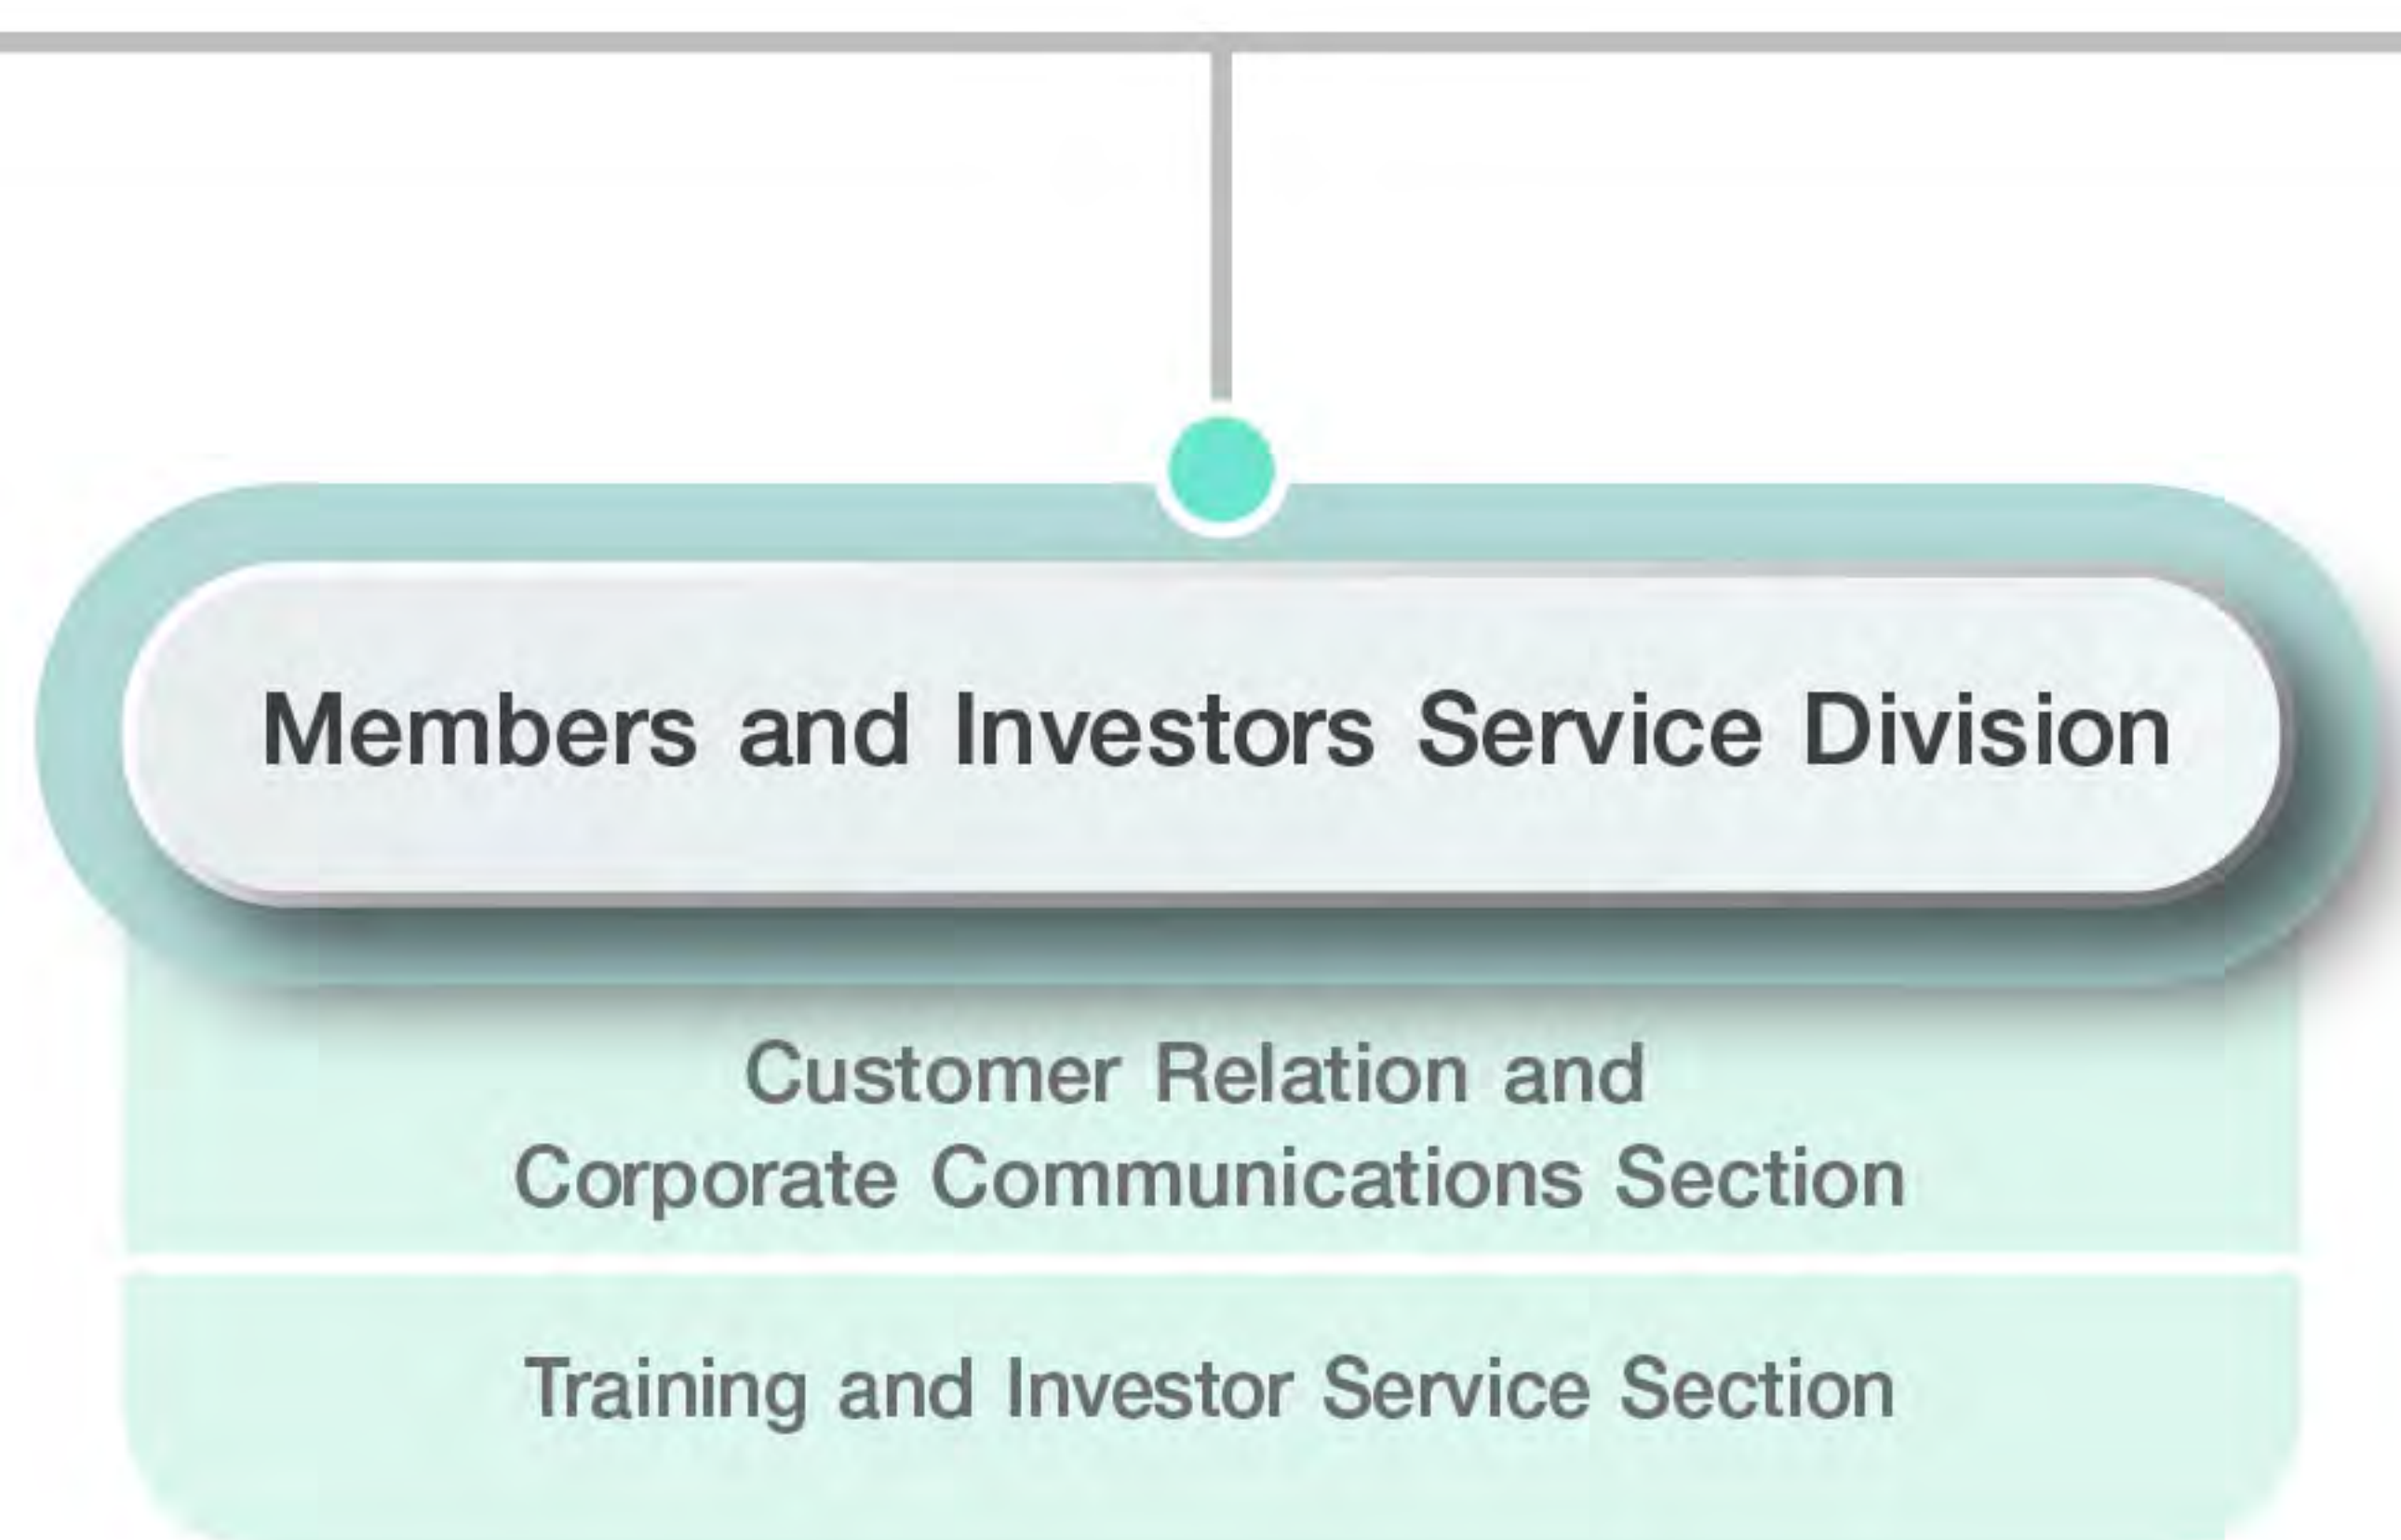 Members and Investors Service Division
Customer Relation and
Corporate Communications Section
Training and Investor Service Section